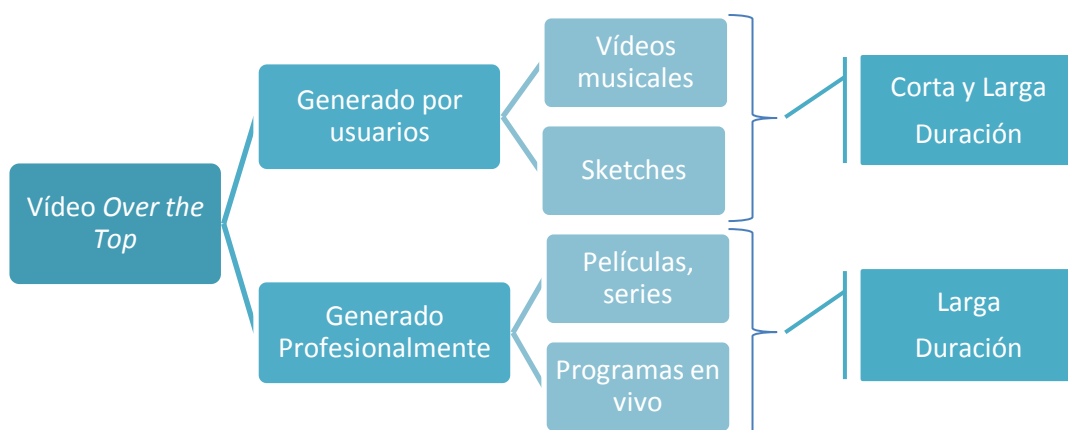 Vídeo Over the
Top
Generado por
usuarios
Vídeos
musicales
Sketches
Corta y Larga
Duración
Generado
Profesionalmente
Películas,
series
Programas en
vivo
Larga
Duración